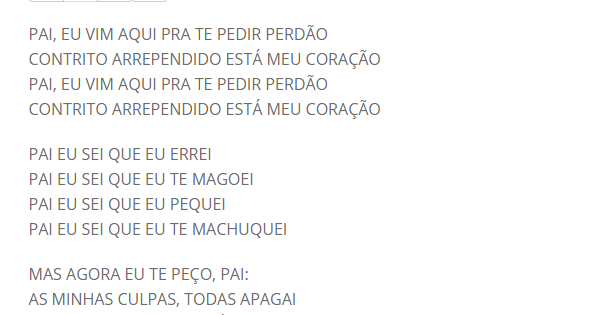 PAI, EU VIM AQUI PRA TE PEDIR PERDÃO
CONTRITO ARREPENDIDO ESTÁ MEU CORAÇÃO
PAI, EU VIM AQUI PRA TE PEDIR PERDÃO
CONTRITO ARREPENDIDO ESTÁ MEU CORAÇÃO
PAI EU SEI QUE EU ERREI
PAI EU SEI QUE EU TE MAGOEI
PAI EU SEI QUE EU PEQUEI
PAI EU SEI QUE EU TE MACHUQUEI
MAS AGORA EU TE PEÇO, PAI:
AS MINHAS CULPAS, TODAS APAGAI